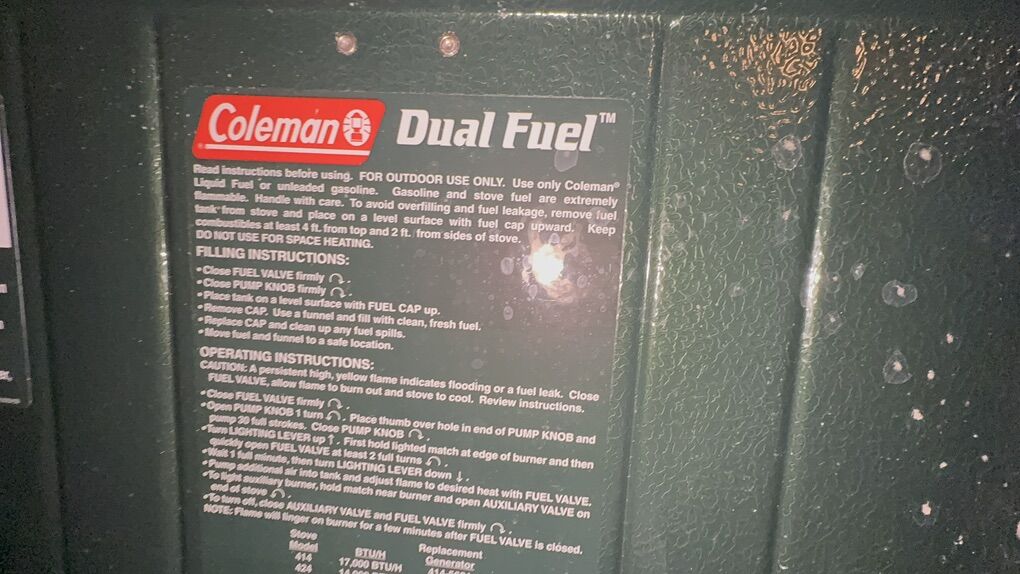 Coleman® Dual Fuel™
Read instructions before using. FOR OUTDOOR USE ONLY. Use only Coleman®
Liquid Fuel or unleaded gasoline. Gasoline and stove fuel are extremely
flammable. Handle with care. To avoid overfilling and fuel leakage, remove fuel
tank from stove and place on a level surface with fuel cap upward. Keep
combustibles at least 4 ft. from top and 2 ft. from sides of stove.
DO NOT USE FOR SPACE HEATING.
FILLING INSTRUCTIONS:
•Close FUEL VALVE firmly ↷.
•Close PUMP KNOB firmly ↷.
•Place tank on a level surface with FUEL CAP up.
•Remove CAP. Use a funnel and fill with clean, fresh fuel.
•Replace CAP and clean up any fuel spills.
•Move fuel and funnel to a safe location.
OPERATING INSTRUCTIONS:
CAUTION: A persistent high, yellow flame indicates flooding or a fuel leak. Close
FUEL VALVE, allow flame to burn out and stove to cool. Review instructions.
•Close FUEL VALVE firmly ↷.
•Open PUMP KNOB 1 turn ↶. Place thumb over hole in end of PUMP KNOB and
pump 30 full strokes. Close PUMP KNOB ↷.
•Turn LIGHTING LEVER up ↑. First hold lighted match at edge of burner and then
quickly open FUEL VALVE at least 2 full turns ↶.
•Wait 1 full minute, then turn LIGHTING LEVER down ↓.
•Pump additional air into tank and adjust flame to desired heat with FUEL VALVE.
•To light auxiliary burner, hold match near burner and open AUXILIARY VALVE on
end of stove ↶.
•To turn off, close AUXILIARY VALVE and FUEL VALVE firmly ↷.
NOTE: Flame will linger on burner for a few minutes after FUEL VALVE is closed.
Stove Model BTU/H Replacement Generator
414 17,000 BTU/H
424